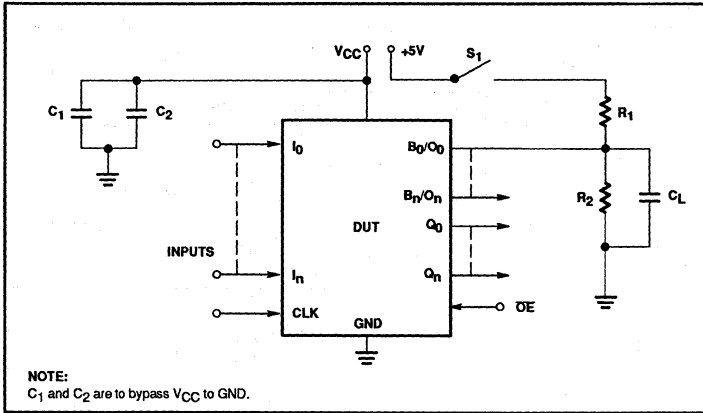 VCC +5V S1
C1 C2
R1
I0 B0/O0
Bn/On R2 CL
DUT Q0
INPUTS
In Qn
CLK OE
GND
NOTE:
C1 and C2 are to bypass VCC to GND.